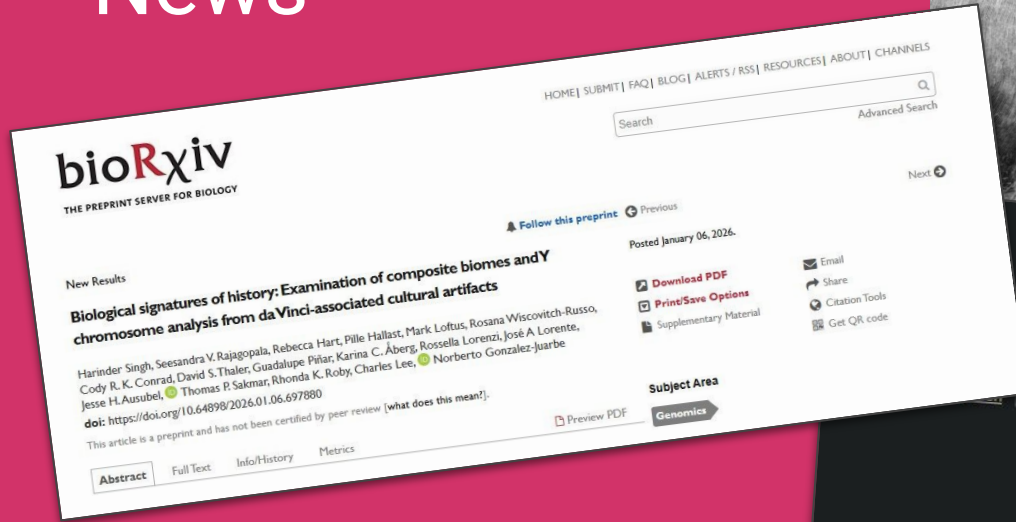 News
HOME| SUBMIT| FAQ| BLOG| ALERTS / RSS| RESOURCES| ABOUT| CHANNELS
Search
Advanced Search
bioRχiv
THE PREPRINT SERVER FOR BIOLOGY
Next
Follow this preprint Previous
Posted January 06, 2026.
New Results
Biological signatures of history: Examination of composite biomes and Y
chromosome analysis from da Vinci-associated cultural artifacts
Harinder Singh, Seesandra V. Rajagopala, Rebecca Hart, Pille Hallast, Mark Loftus, Rosana Wiscovitch-Russo,
Cody R. K. Conrad, David S. Thaler, Guadalupe Piñar, Karina C. Åberg, Rossella Lorenzi, José A Lorente,
Jesse H. Ausubel, Thomas P. Sakmar, Rhonda K. Roby, Charles Lee, Norberto Gonzalez-Juarbe
doi: https://doi.org/10.64898/2026.01.06.697880
This article is a preprint and has not been certified by peer review [what does this mean?].
Download PDF
Print/Save Options
Supplementary Material
Email
Share
Citation Tools
Get QR code
Subject Area
Genomics
Preview PDF
Abstract
Full Text
Info/History
Metrics